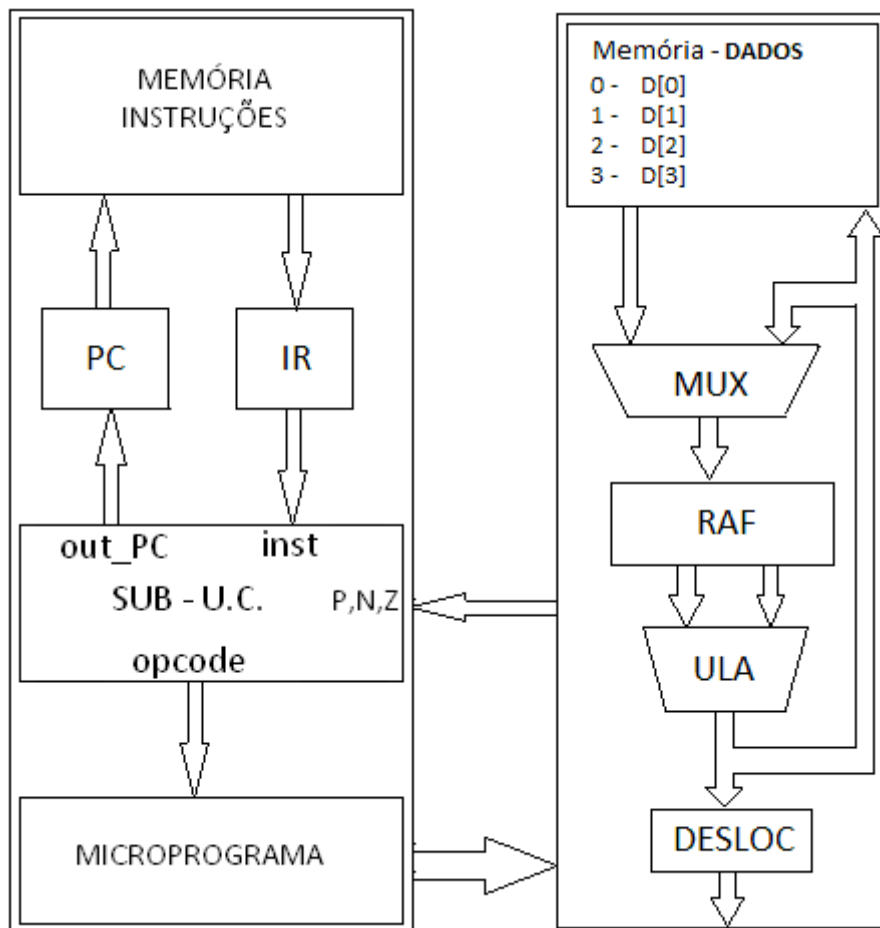 MEMÓRIA
INSTRUÇÕES
PC
IR
out_PC
inst
SUB - U.C.
P,N,Z
opcode
MICROPROGRAMA
Memória - DADOS
0 - D[0]
1 - D[1]
2 - D[2]
3 - D[3]
MUX
RAF
ULA
DESLOC